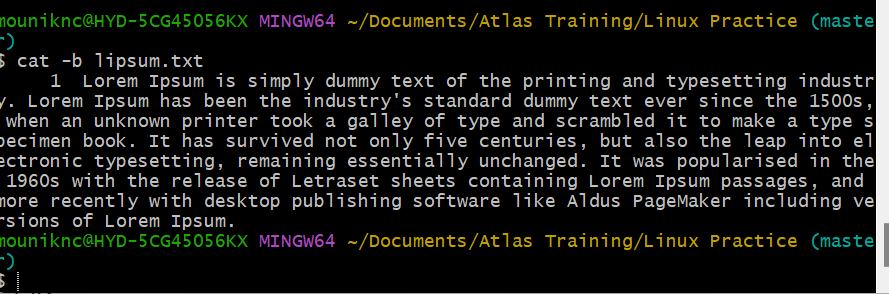 mouniknc@HYD-5CG45056KX MINGW64 ~/Documents/Atlas Training/Linux Practice (maste
r)
$ cat -b lipsum.txt
     1  Lorem Ipsum is simply dummy text of the printing and typesetting industr
y. Lorem Ipsum has been the industry's standard dummy text ever since the 1500s,
 when an unknown printer took a galley of type and scrambled it to make a type s
pecimen book. It has survived not only five centuries, but also the leap into el
ectronic typesetting, remaining essentially unchanged. It was popularised in the
 1960s with the release of Letraset sheets containing Lorem Ipsum passages, and 
more recently with desktop publishing software like Aldus PageMaker including ve
rsions of Lorem Ipsum.
mouniknc@HYD-5CG45056KX MINGW64 ~/Documents/Atlas Training/Linux Practice (maste
r)
$